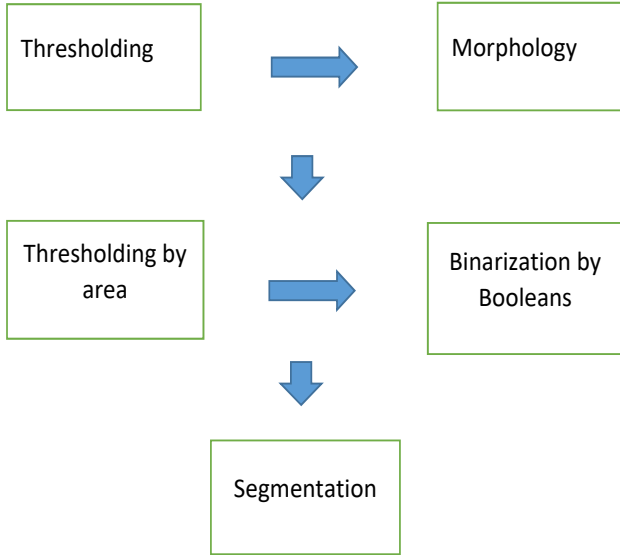 Thresholding
Morphology
Thresholding by
area
Binarization by
Booleans
Segmentation